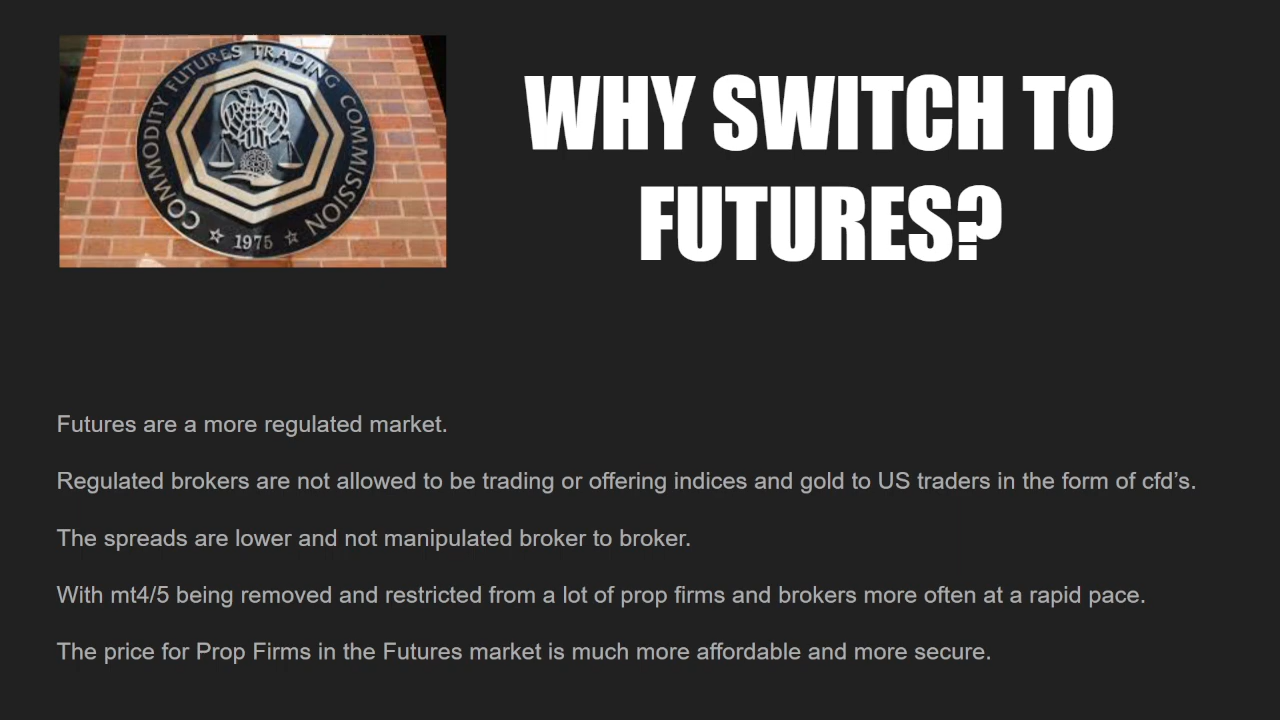 COMMODITY FUTURES TRADING COMMISSION
1975
WHY SWITCH TO
FUTURES?
Futures are a more regulated market.
Regulated brokers are not allowed to be trading or offering indices and gold to US traders in the form of cfd’s.
The spreads are lower and not manipulated broker to broker.
With mt4/5 being removed and restricted from a lot of prop firms and brokers more often at a rapid pace.
The price for Prop Firms in the Futures market is much more affordable and more secure.